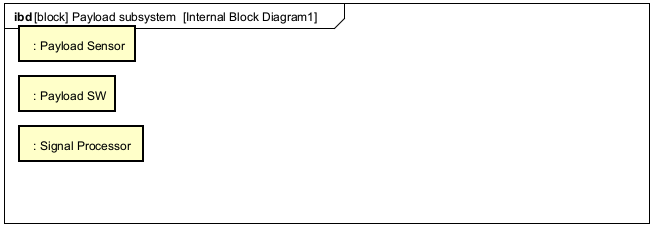 ibd [block] Payload subsystem [Internal Block Diagram1]
: Payload Sensor
: Payload SW
: Signal Processor